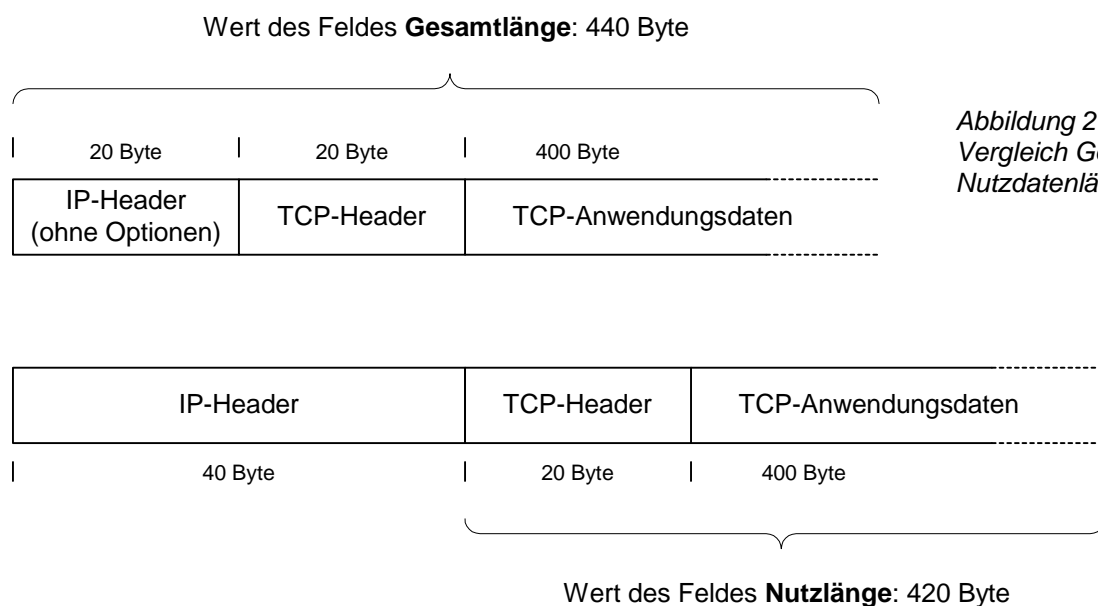 Wert des Feldes Gesamtlänge: 440 Byte
Abbildung 2
Vergleich
20 Byte 20 Byte 400 Byte
IP-Header
(ohne Optionen)
TCP-Header
TCP-Anwendungsdaten
IP-Header
TCP-Header
TCP-Anwendungsdaten
40 Byte 20 Byte 400 Byte
Wert des Feldes Nutzlänge: 420 Byte